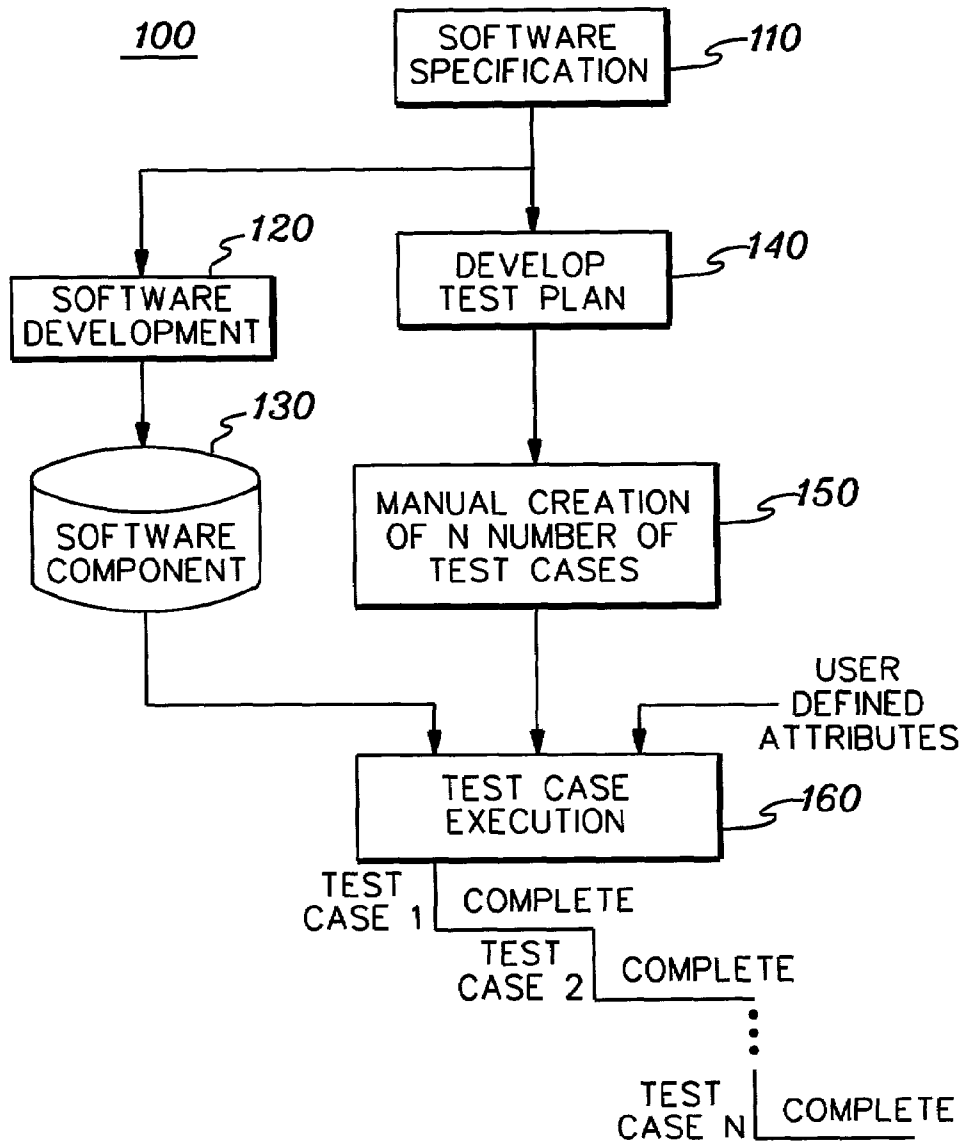 100
SOFTWARE
SPECIFICATION
110
120
SOFTWARE
DEVELOPMENT
DEVELOP
TEST PLAN
140
130
SOFTWARE
COMPONENT
MANUAL CREATION
OF N NUMBER OF
TEST CASES
150
USER
DEFINED
ATTRIBUTES
TEST CASE
EXECUTION
160
TEST
CASE 1
COMPLETE
TEST
CASE 2
COMPLETE
TEST
CASE N
COMPLETE